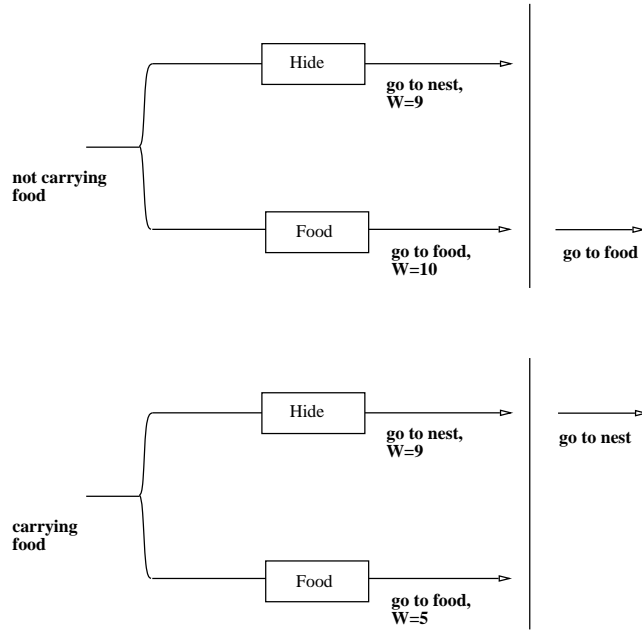 Hide
go to nest,
W=9
not carrying
food
Food
go to food,
W=10
go to food
Hide
go to nest,
W=9
go to nest
carrying
food
Food
go to food,
W=5